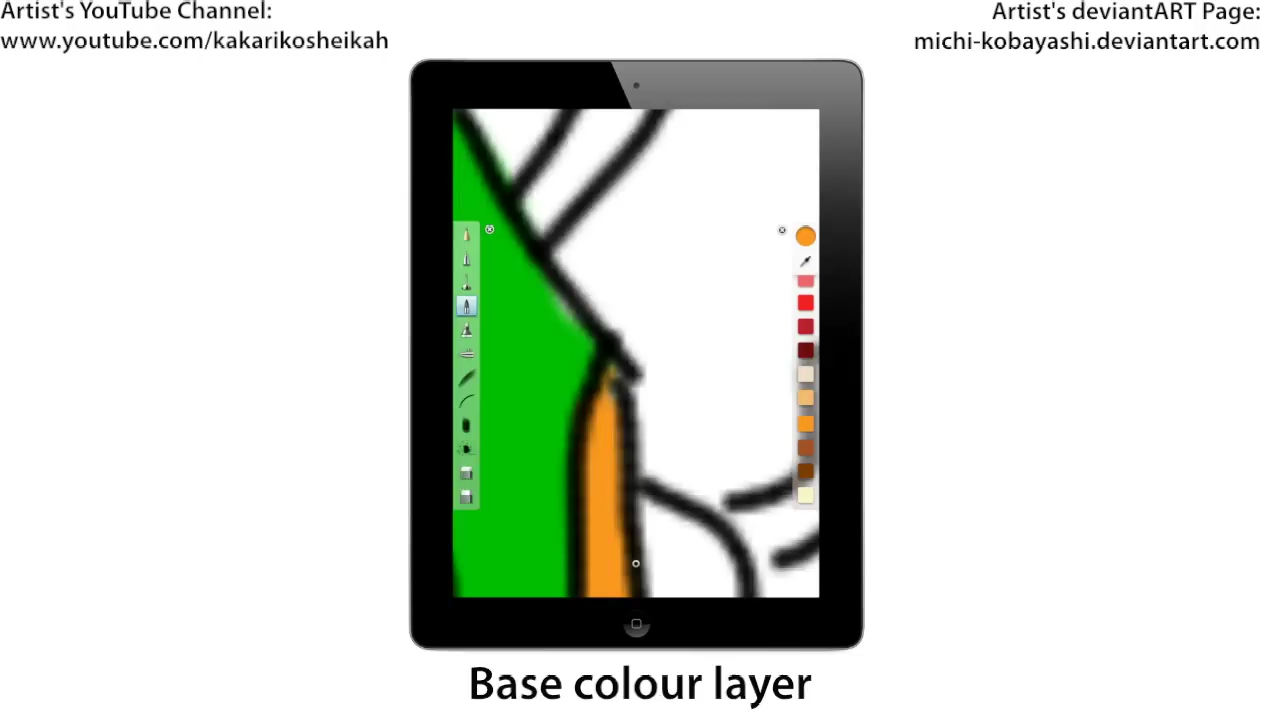 Artist's YouTube Channel:
www.youtube.com/kakarikosheikah
Artist's deviantART Page:
michi-kobayashi.deviantart.com
Base colour layer